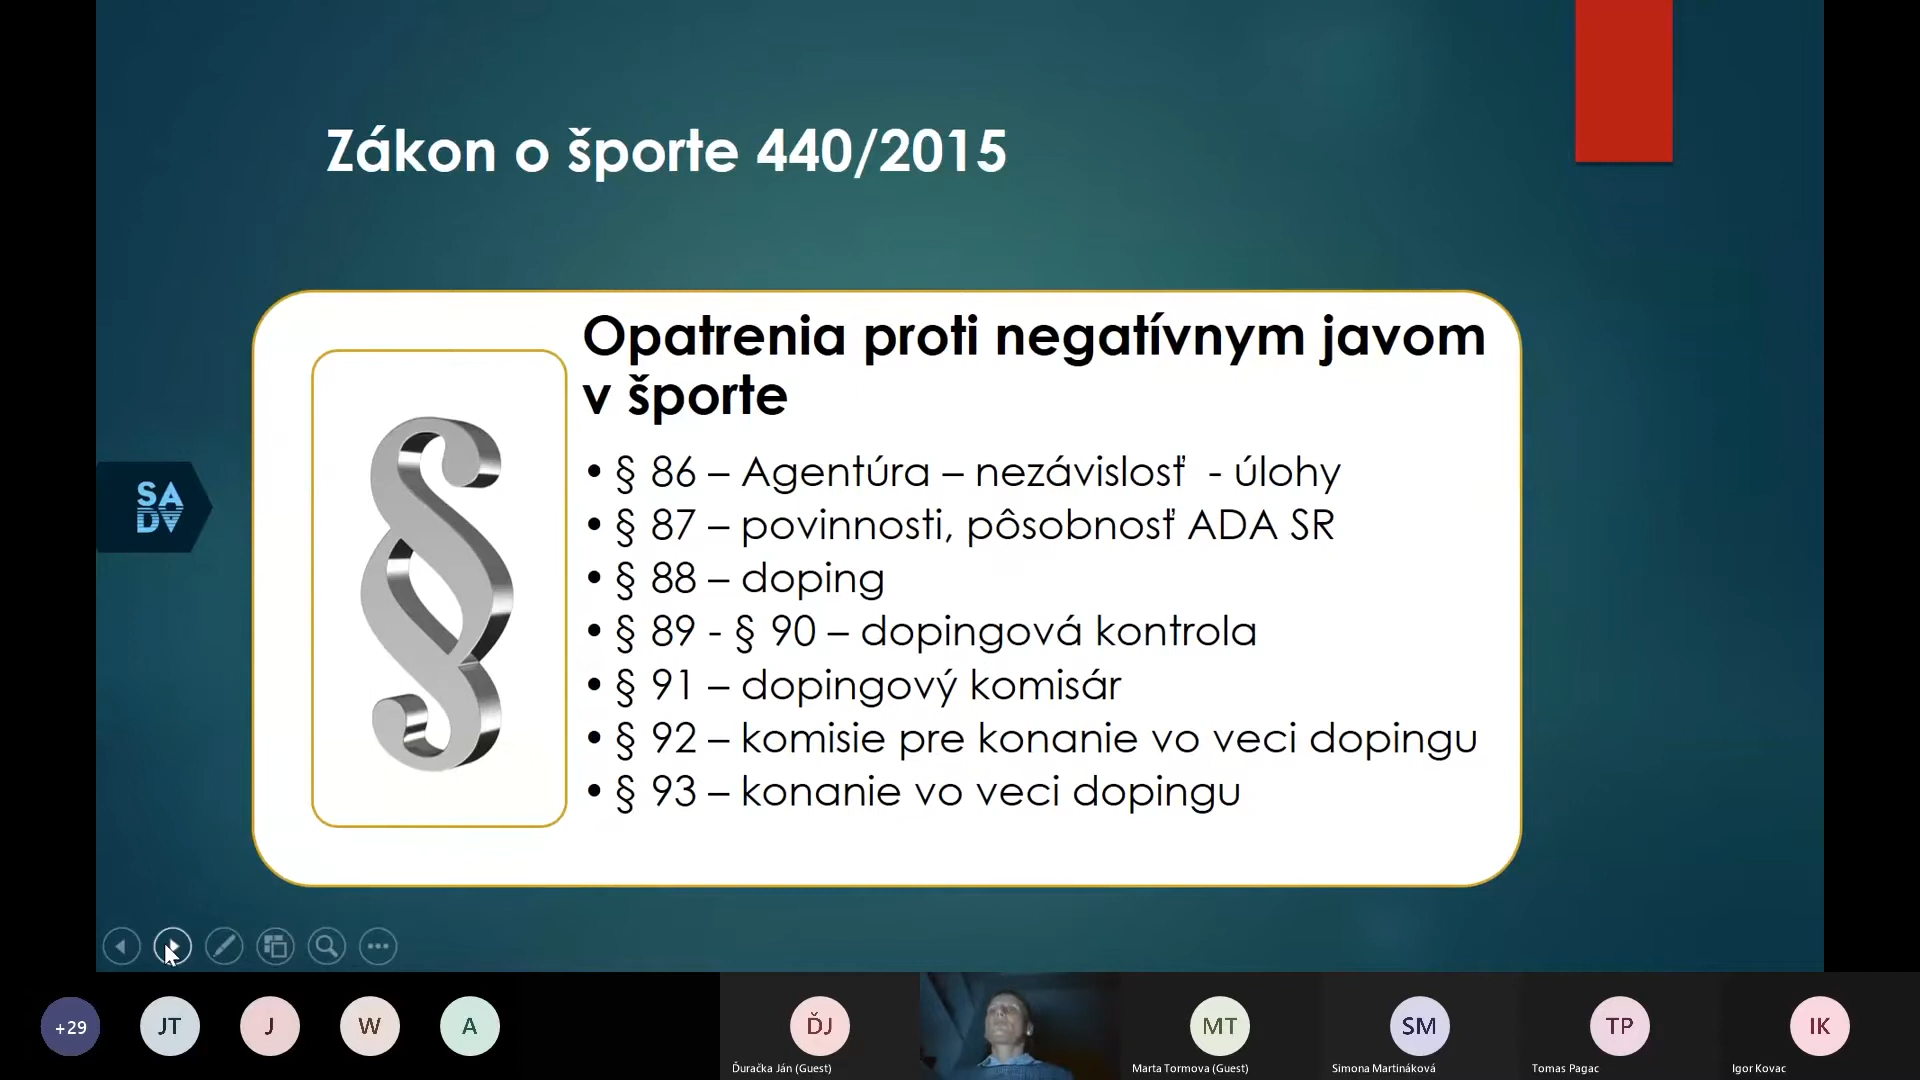 Zákon o športe 440/2015
Opatrenia proti negatívnym javom
v športe
• § 86 – Agentúra – nezávislosť - úlohy
• § 87 – povinnosti, pôsobnosť ADA SR
• § 88 – doping
• § 89 - § 90 – dopingová kontrola
• § 91 – dopingový komisár
• § 92 – komisie pre konanie vo veci dopingu
• § 93 – konanie vo veci dopingu
SA
DA
+29
JT
J
W
A
ĎJ
MT
SM
TP
IK
Ďuračka Ján (Guest)
Marta Tormova (Guest)
Simona Martináková
Tomas Pagac
Igor Kovac